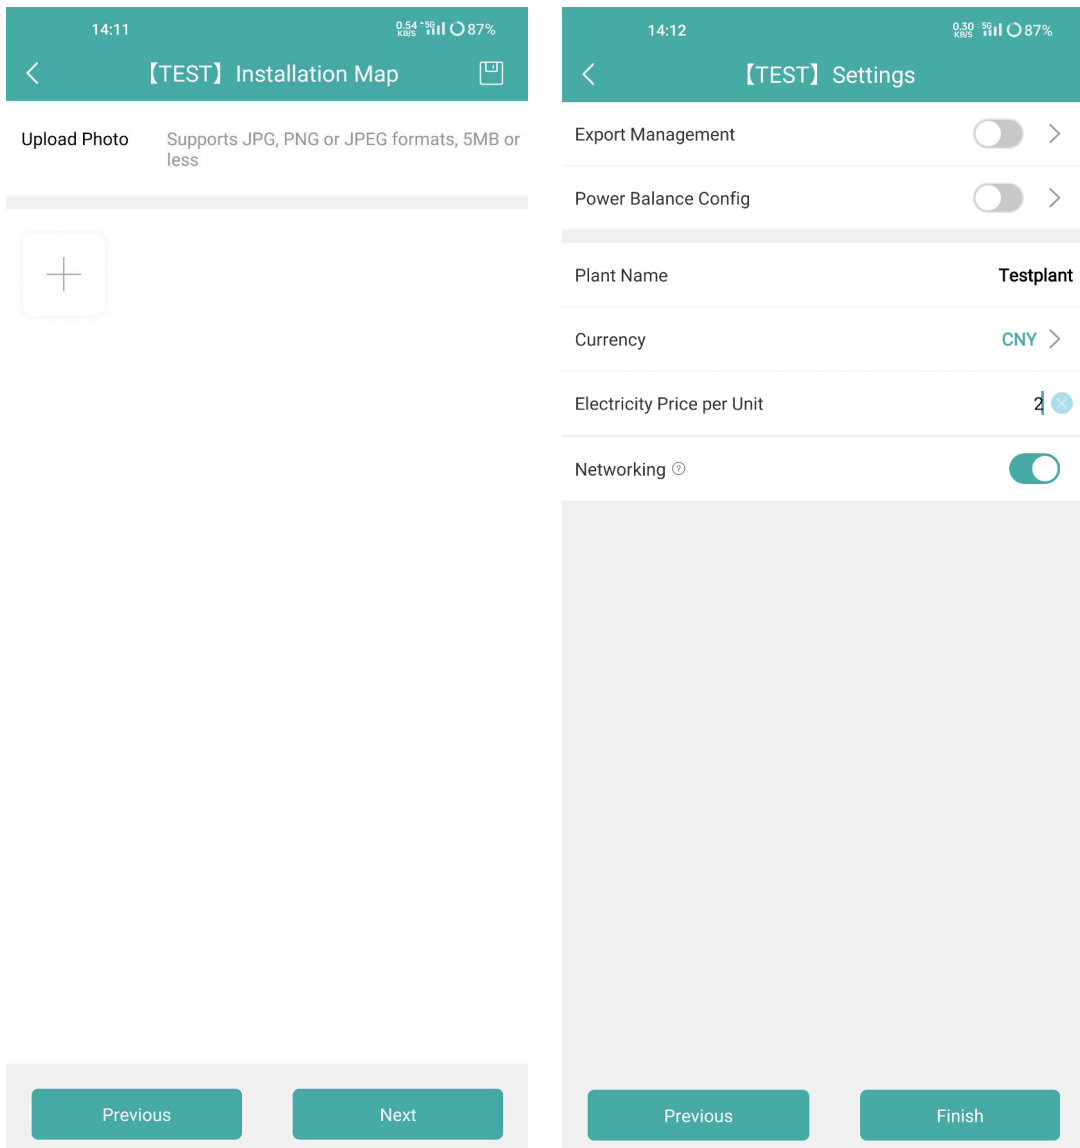 14:11
0.54 KB/S 5G 87%
【TEST】Installation Map
Upload Photo
Supports JPG, PNG or JPEG formats, 5MB or
less
Previous
Next
14:12
0.30 KB/S 5G 87%
【TEST】Settings
Export Management
Power Balance Config
Plant Name
Testplant
Currency
CNY
Electricity Price per Unit
2
Networking ?
Previous
Finish